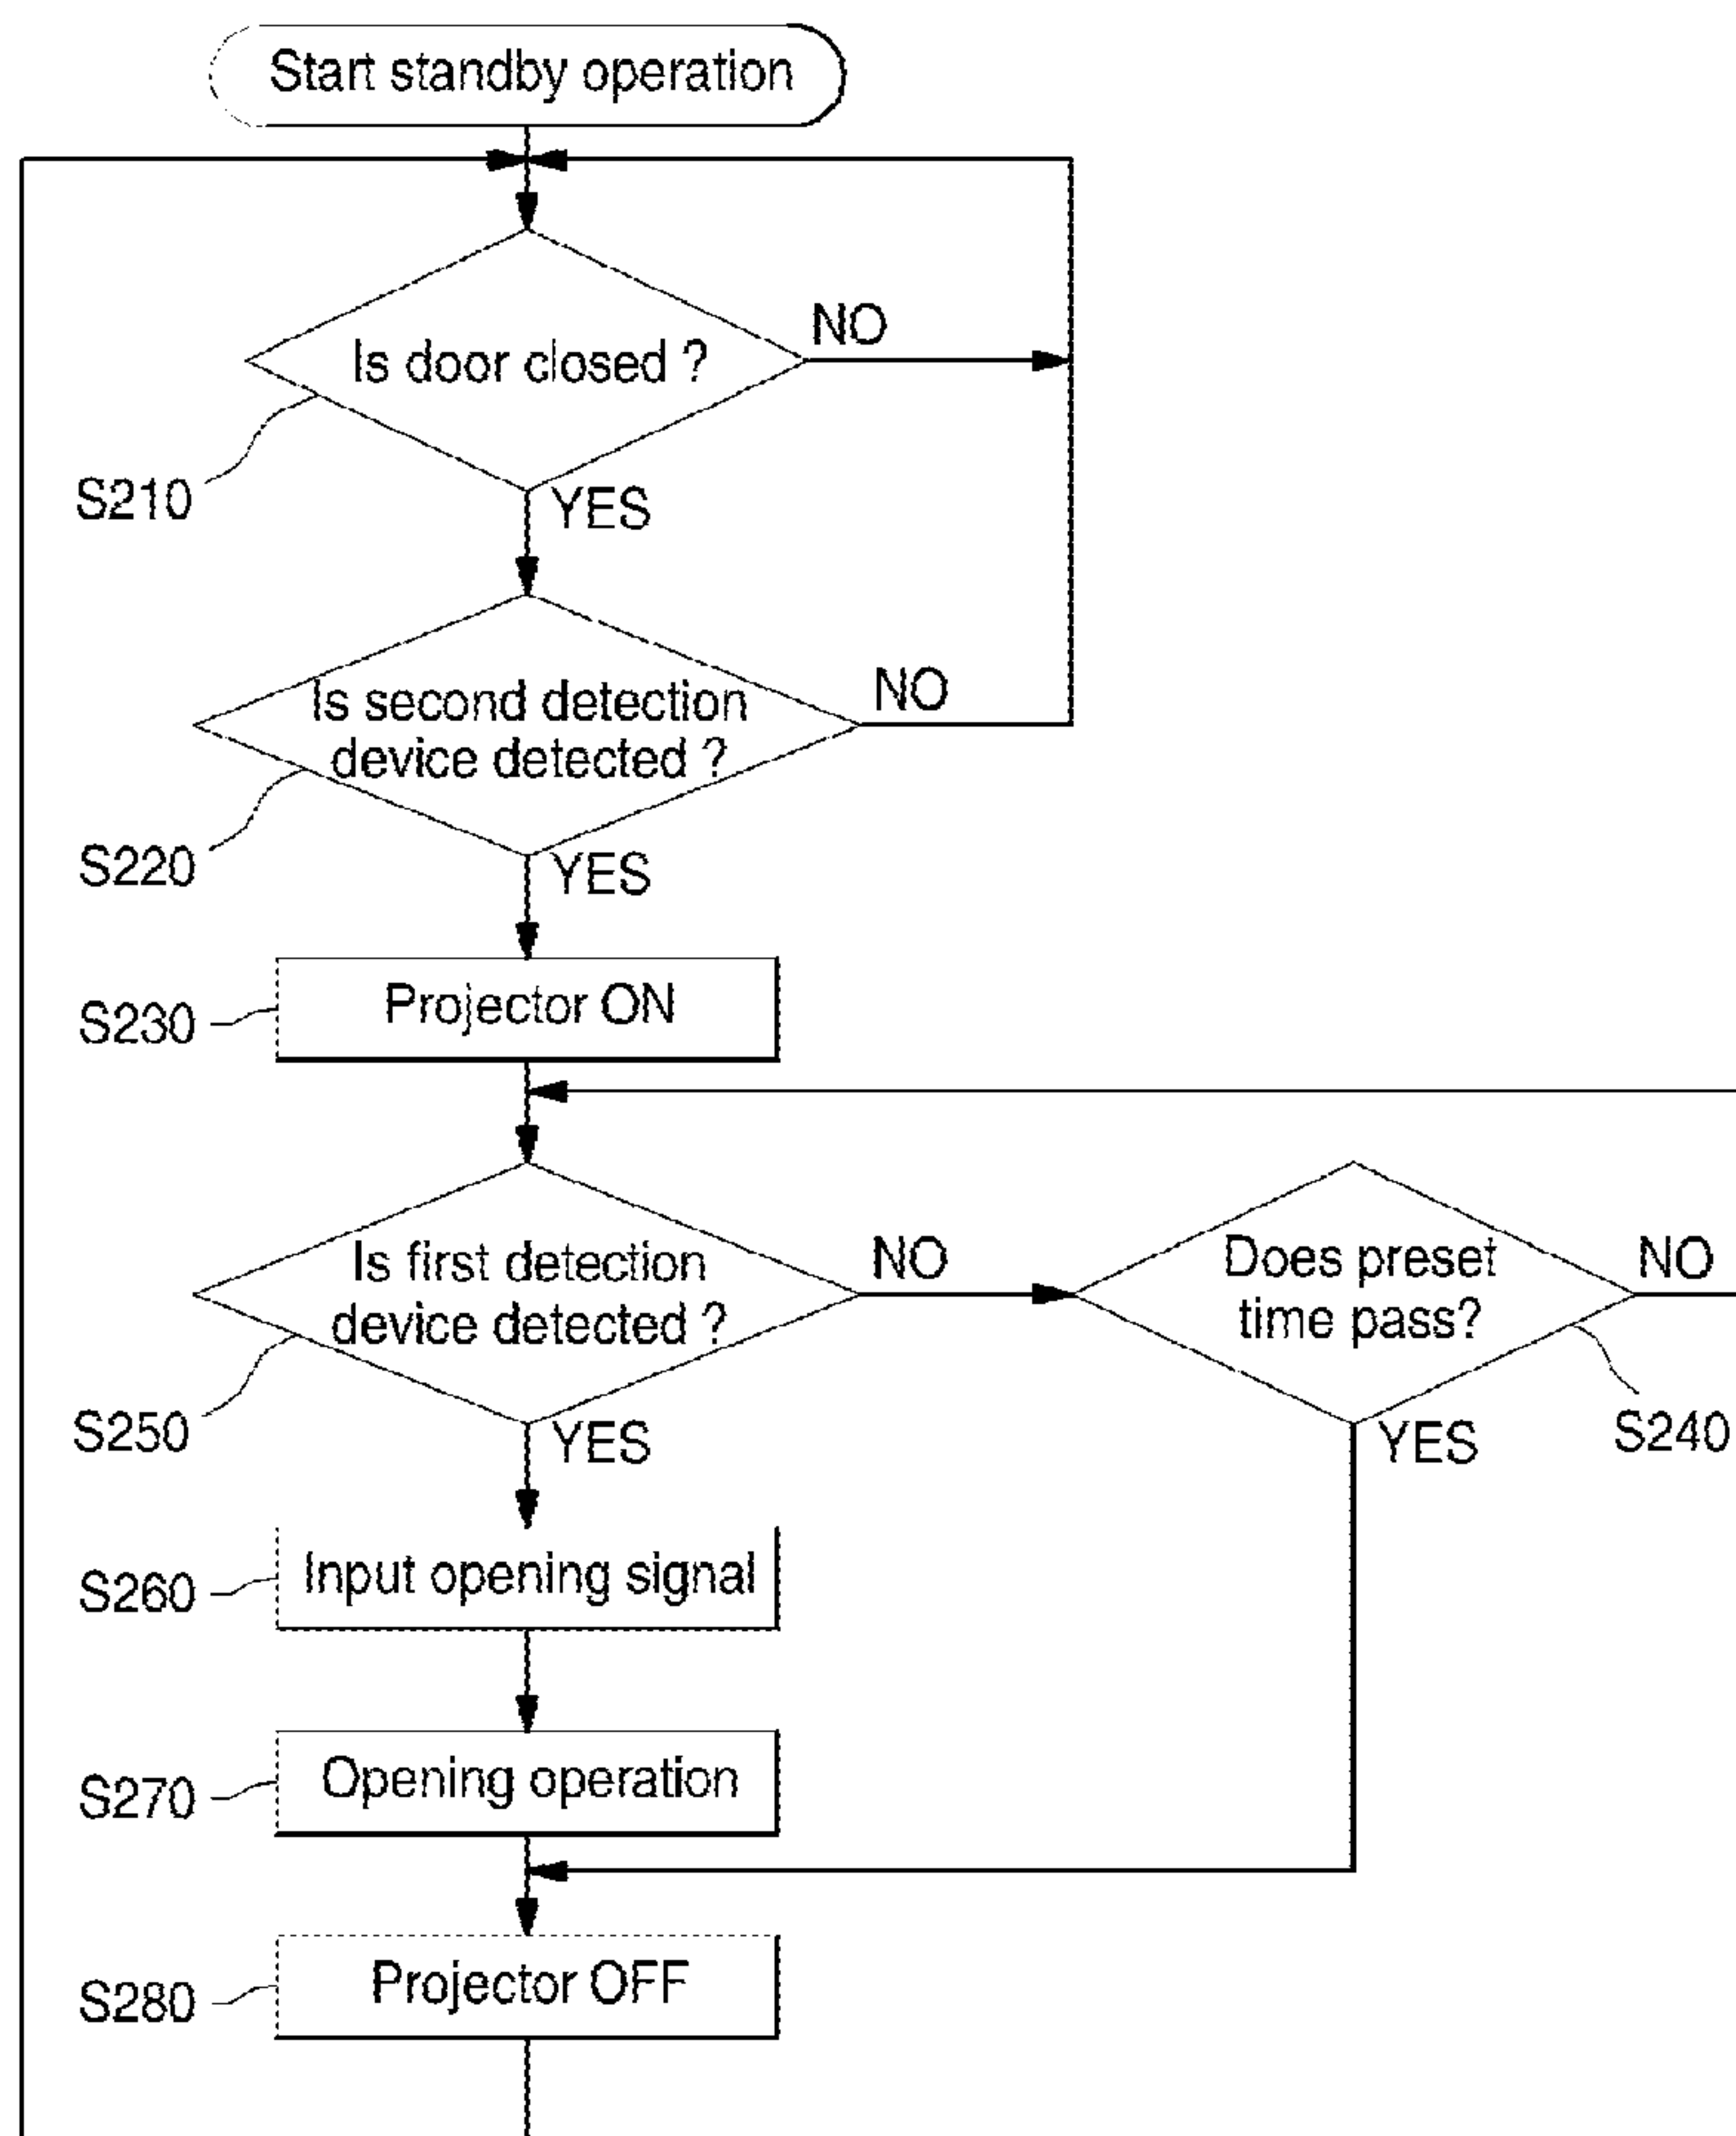 Start standby operation
Is door closed ?
NO
S210
YES
Is second detection
device detected ?
NO
S220
YES
Projector ON
S230
Is first detection
device detected ?
NO
Does preset
time pass?
NO
S250
YES
YES
S240
Input opening signal
S260
Opening operation
S270
Projector OFF
S280